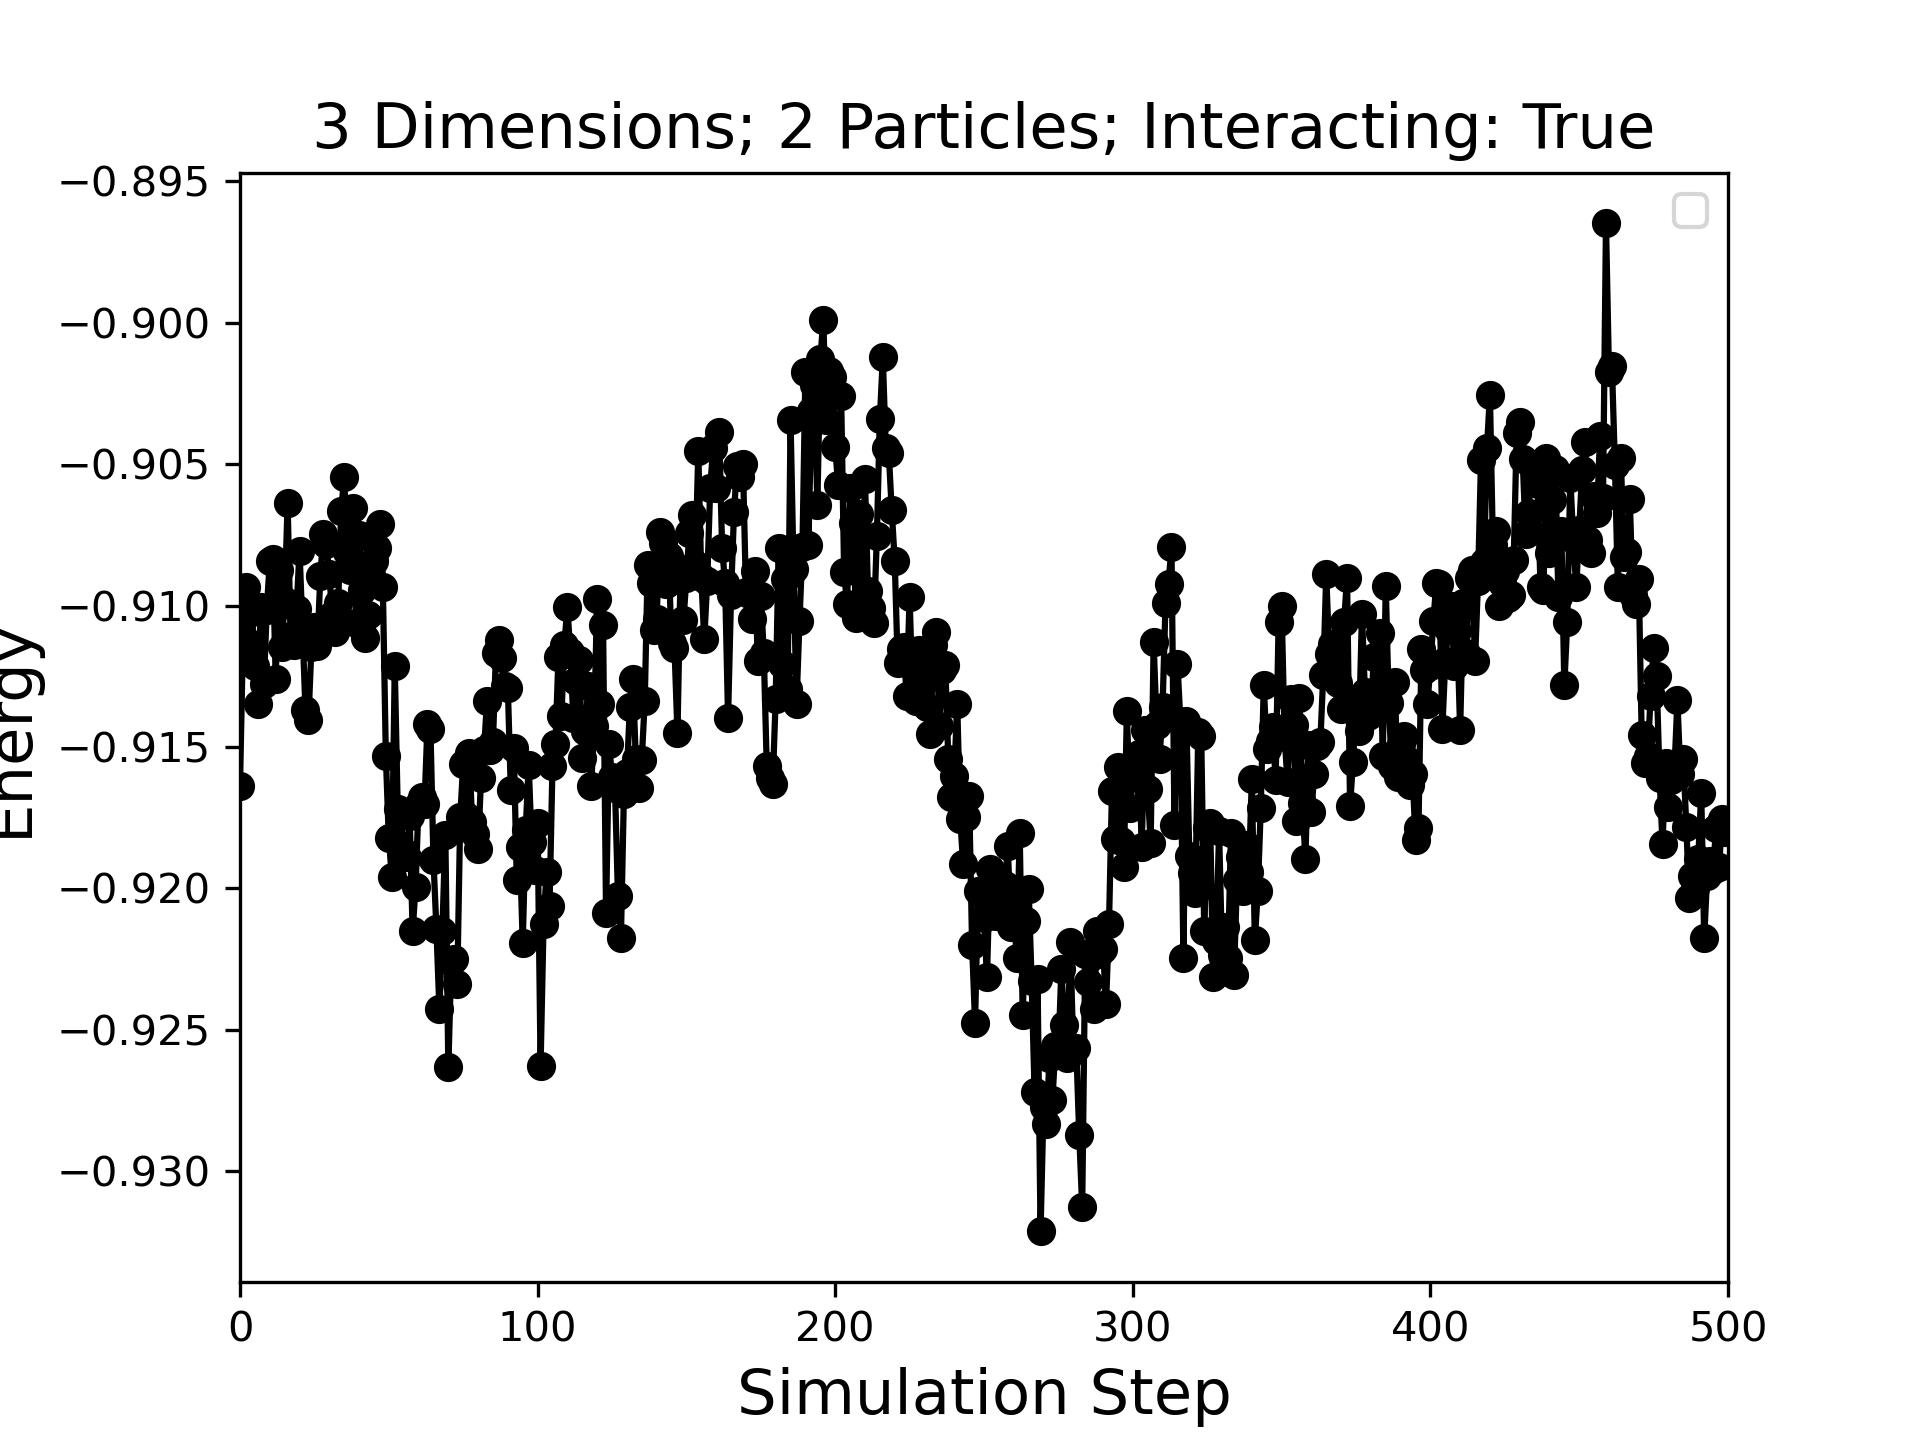 3 Dimensions; 2 Particles; Interacting: True
−0.895
−0.900
−0.905
−0.910
−0.915
−0.920
−0.925
−0.930
Energy
0 100 200 300 400 500
Simulation Step